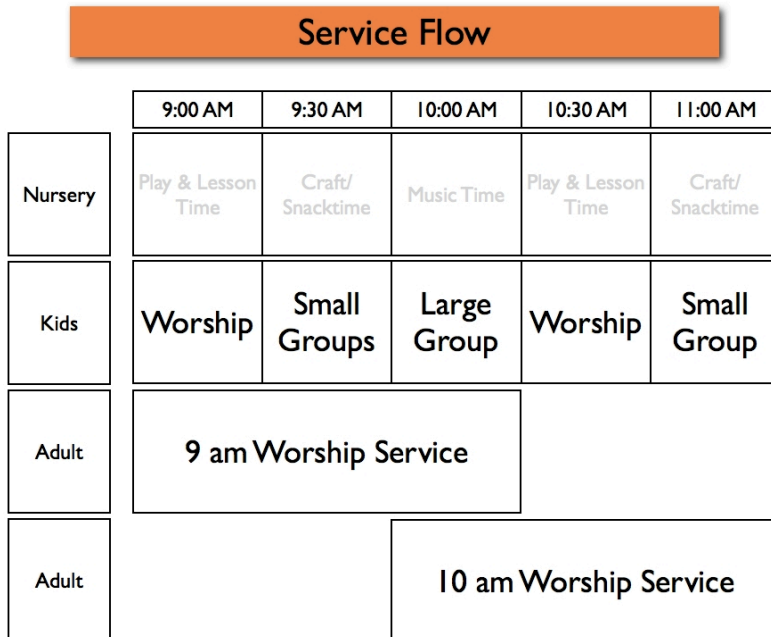 Service Flow
9:00 AM 9:30 AM 10:00 AM 10:30 AM 11:00 AM
Nursery
Play & Lesson
Time
Craft/
Snacktime
Music Time
Play & Lesson
Time
Craft/
Snacktime
Kids
Worship
Small
Groups
Large
Group
Worship
Small
Group
Adult
9 am Worship Service
Adult
10 am Worship Service